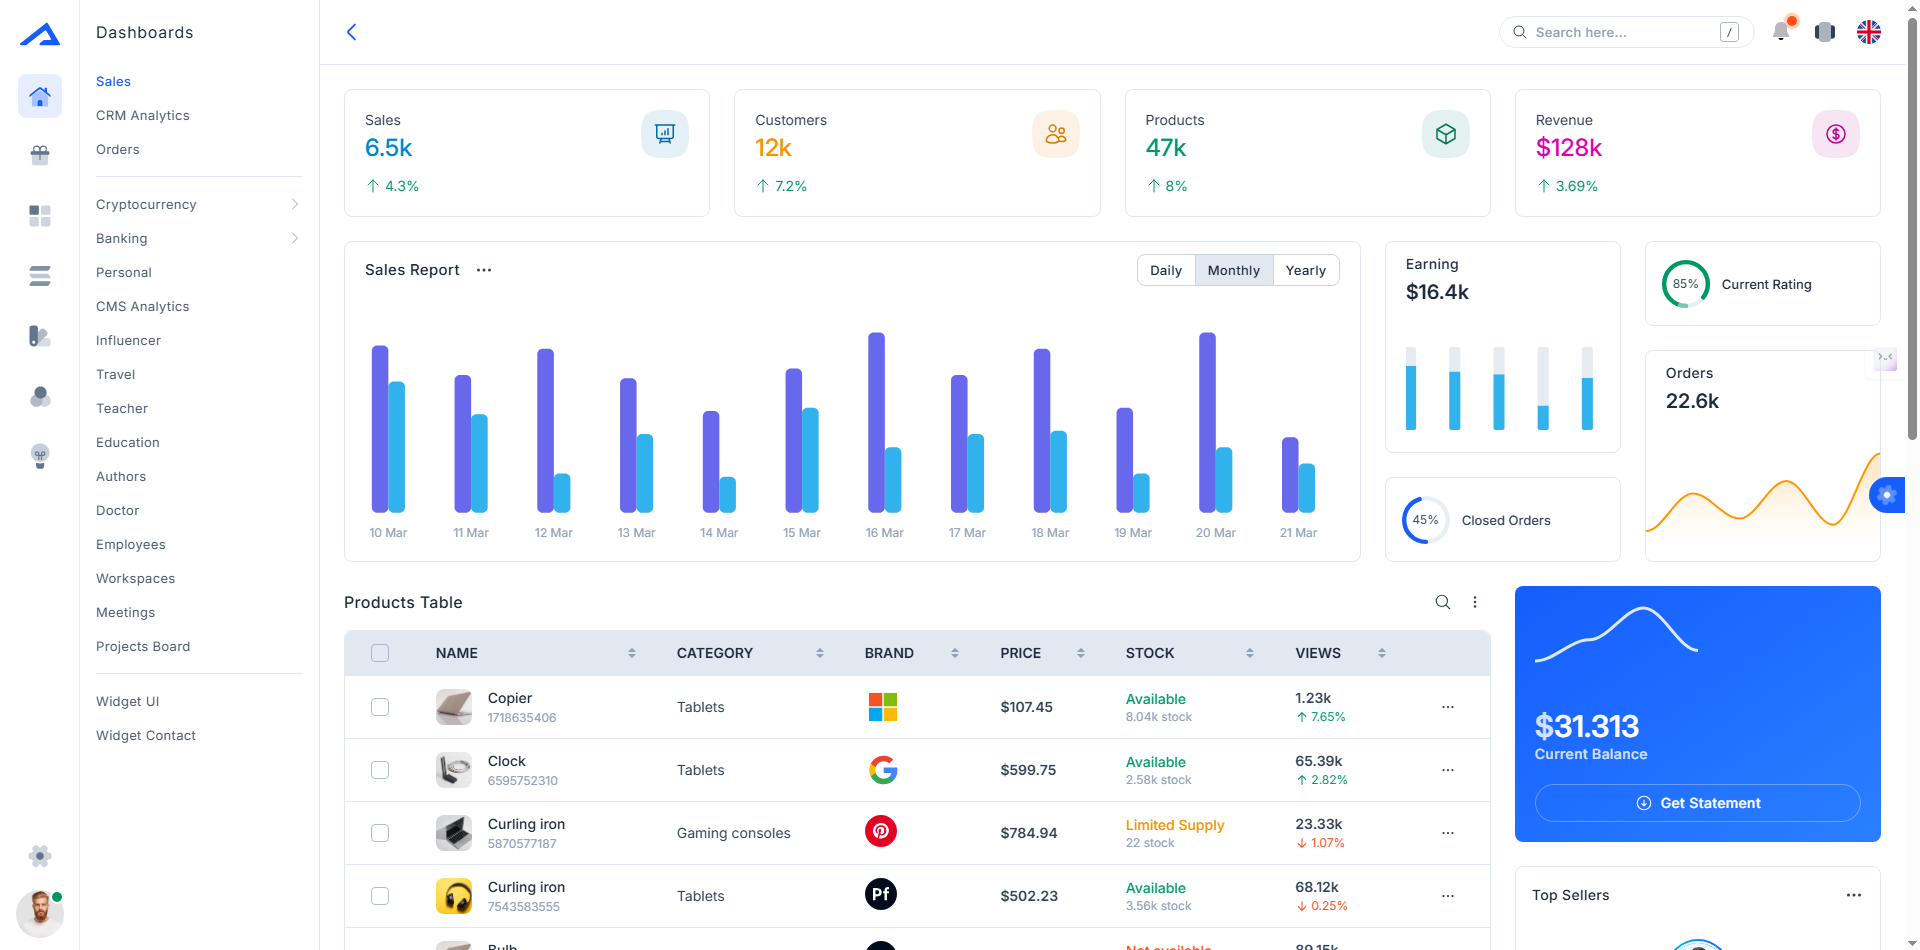 Dashboards
Search here...
/
Sales
CRM Analytics
Orders
Cryptocurrency
Banking
Personal
CMS Analytics
Influencer
Travel
Teacher
Education
Authors
Doctor
Employees
Workspaces
Meetings
Projects Board
Widget UI
Widget Contact
Sales
6.5k
4.3%
Customers
12k
7.2%
Products
47k
8%
Revenue
$128k
3.69%
Sales Report
Daily Monthly Yearly
10 Mar 11 Mar 12 Mar 13 Mar 14 Mar 15 Mar 16 Mar 17 Mar 18 Mar 19 Mar 20 Mar 21 Mar
Earning
$16.4k
85% Current Rating
45% Closed Orders
Orders
22.6k
Products Table
NAME CATEGORY BRAND PRICE STOCK VIEWS
Copier
1718635406
Tablets
$107.45
Available
8.04k stock
1.23k
7.65%
Clock
6595752310
Tablets
$599.75
Available
2.58k stock
65.39k
2.82%
Curling iron
5870577187
Gaming consoles
$784.94
Limited Supply
22 stock
23.33k
1.07%
Curling iron
7543583555
Tablets
Pf
$502.23
Available
3.56k stock
68.12k
0.25%
Bulb
Not available
89.15k
$31.313
Current Balance
Get Statement
Top Sellers